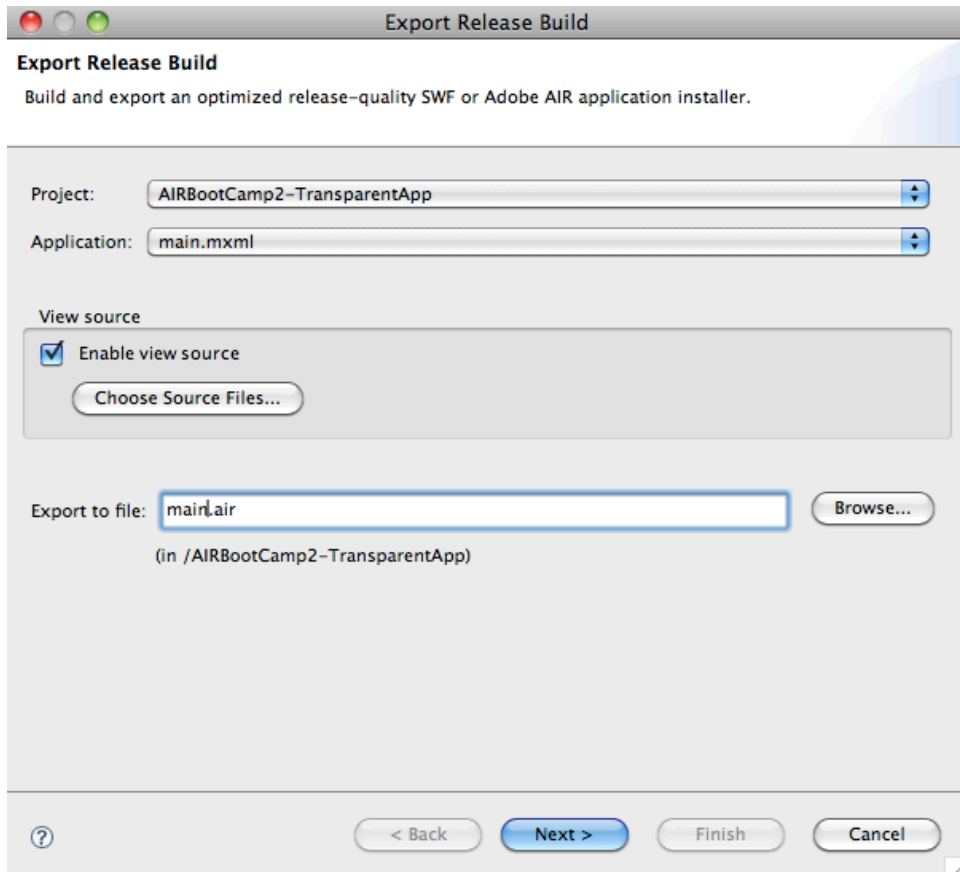 Export Release Build
Export Release Build
Build and export an optimized release-quality SWF or Adobe AIR application installer.
Project: AIRBootCamp2-TransparentApp
Application: main.mxml
View source
Enable view source
Choose Source Files...
Export to file: main.air Browse...
(in /AIRBootCamp2-TransparentApp)
? < Back Next > Finish Cancel